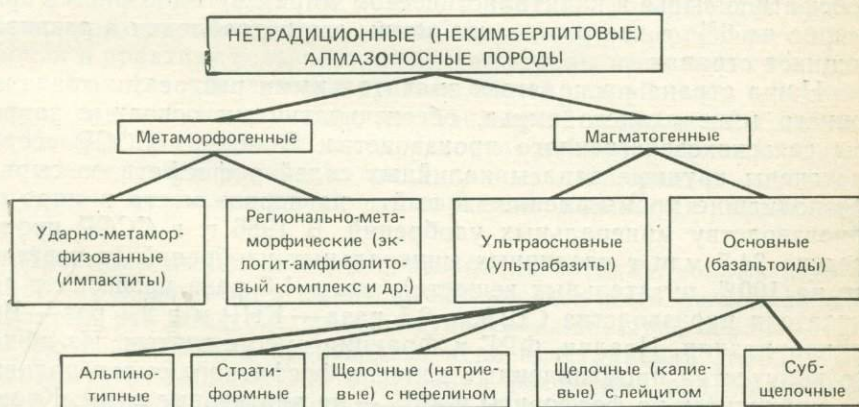 НЕТРАДИЦИОННЫЕ (НЕКИМБЕРЛИТОВЫЕ)
АЛМАЗОНОСНЫЕ ПОРОДЫ
Метаморфогенные
Магматогенные
Ударно-метамор-
физованные
(импактиты)
Регионально-мета-
морфические (эк-
логит-амфиболито-
вый комплекс и др.)
Ультраосновные
(ультрабазиты)
Основные
(базальтоиды)
Альпино-
типные
Страти-
формные
Щелочные (натрие-
вые) с нефелином
Щелочные (калие-
вые) с лейцитом
Суб-
щелочные